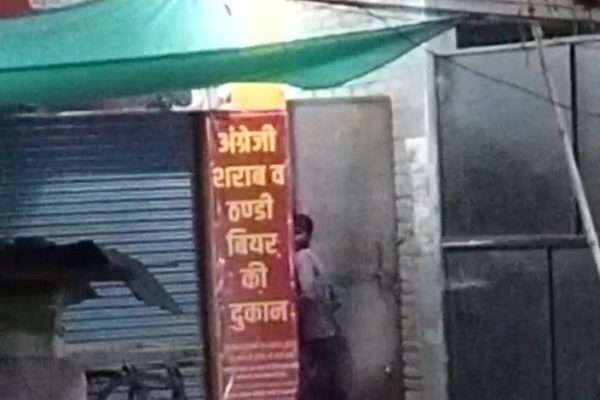 अंग्रेजी
शराब व
ठण्डी
बियर
की
दुकान